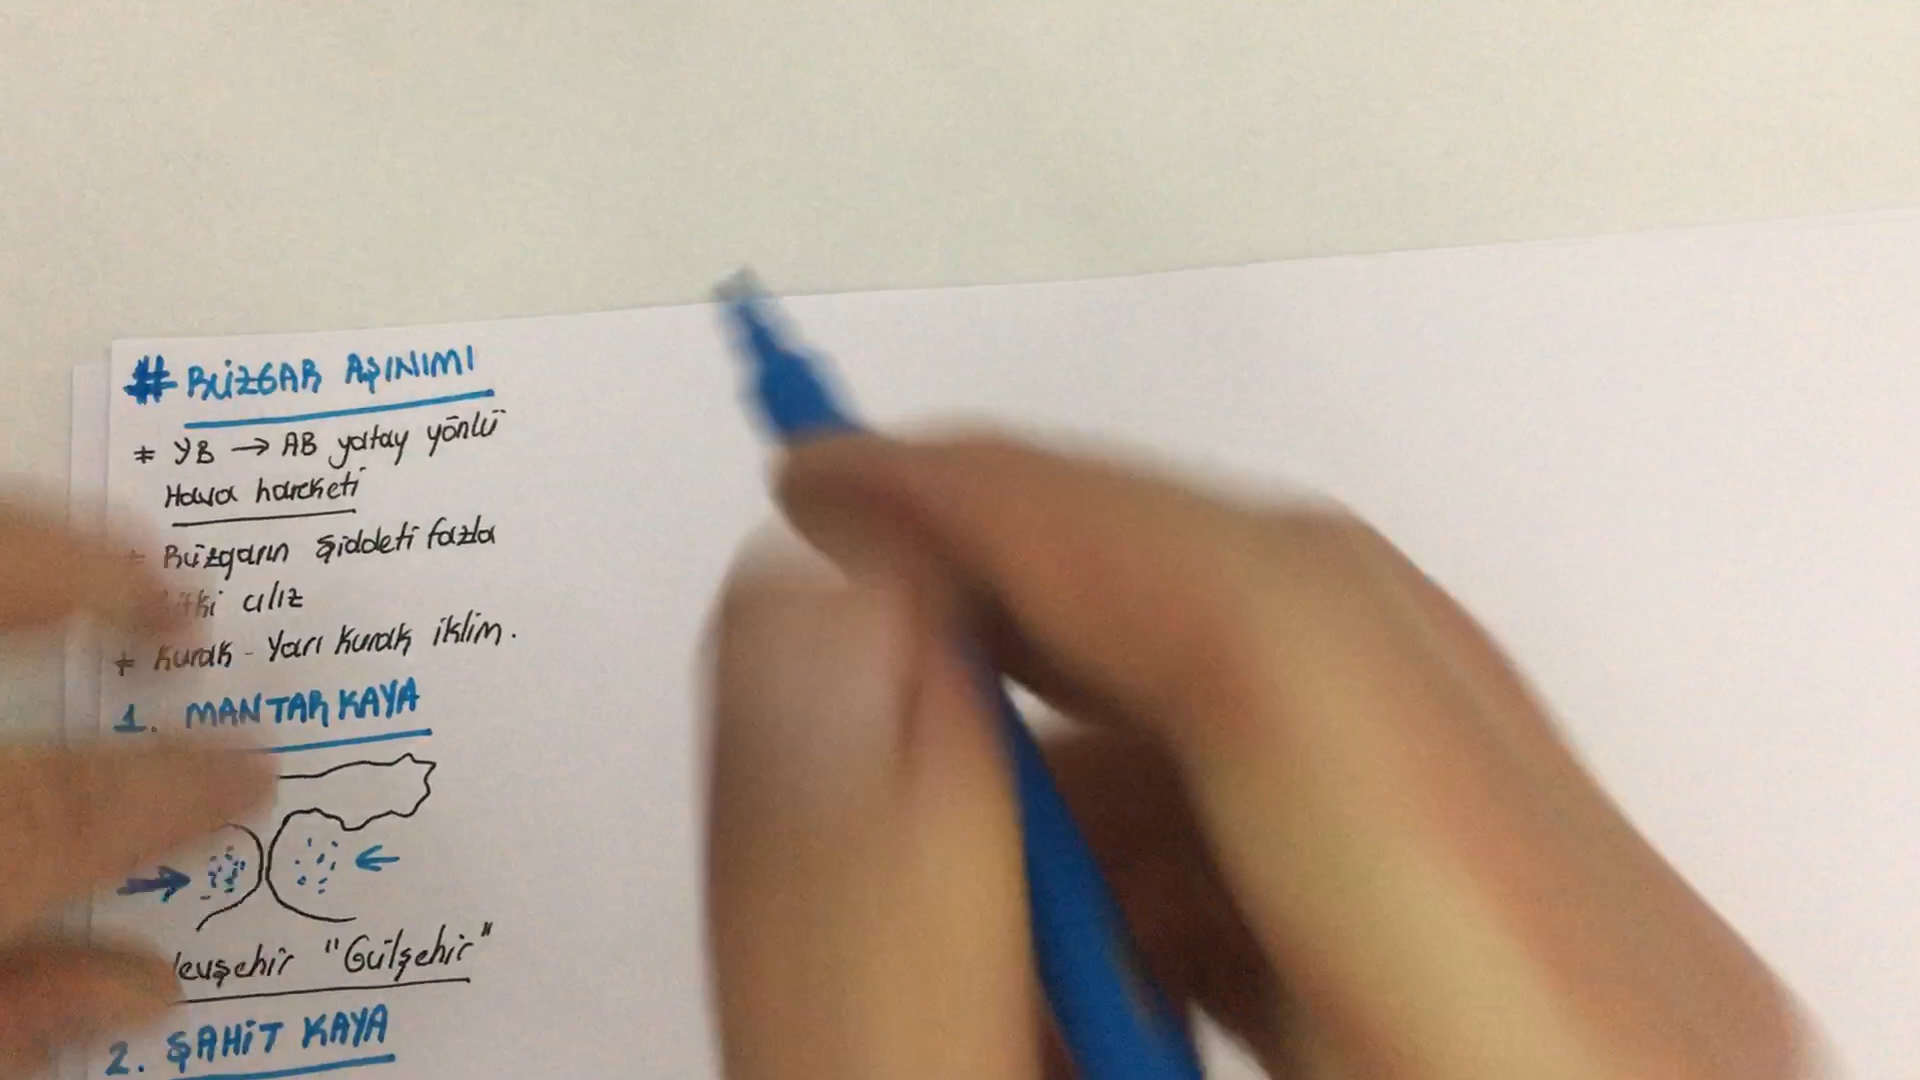 # RÜZGAR AŞINIMI
* YB → AB yatay yönlü
Hava hareketi
* Rüzgarın şiddeti fazla
cılız
* Kurak - Yarı Kurak iklim.
1. MANTAR KAYA
"Gülşehir"
2. ŞAHİT KAYA